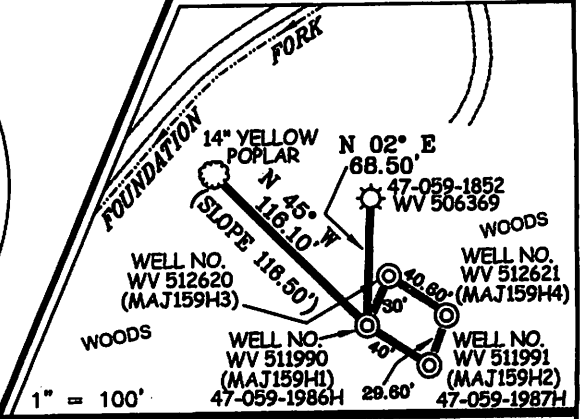 FORK
FOUNDATION
14" YELLOW
POPLAR
N 45° W
116.10'
(SLOPE 116.50')
N 02° E
68.50'
47-059-1852
WV 506369
WOODS
WELL NO.
WV 512620
(MAJ159H3)
WELL NO.
WV 512621
(MAJ159H4)
40.60'
30'
40'
29.60'
WOODS
WELL NO.
WV 511990
(MAJ159H1)
47-059-1986H
WELL NO.
WV 511991
(MAJ159H2)
47-059-1987H
1" = 100'